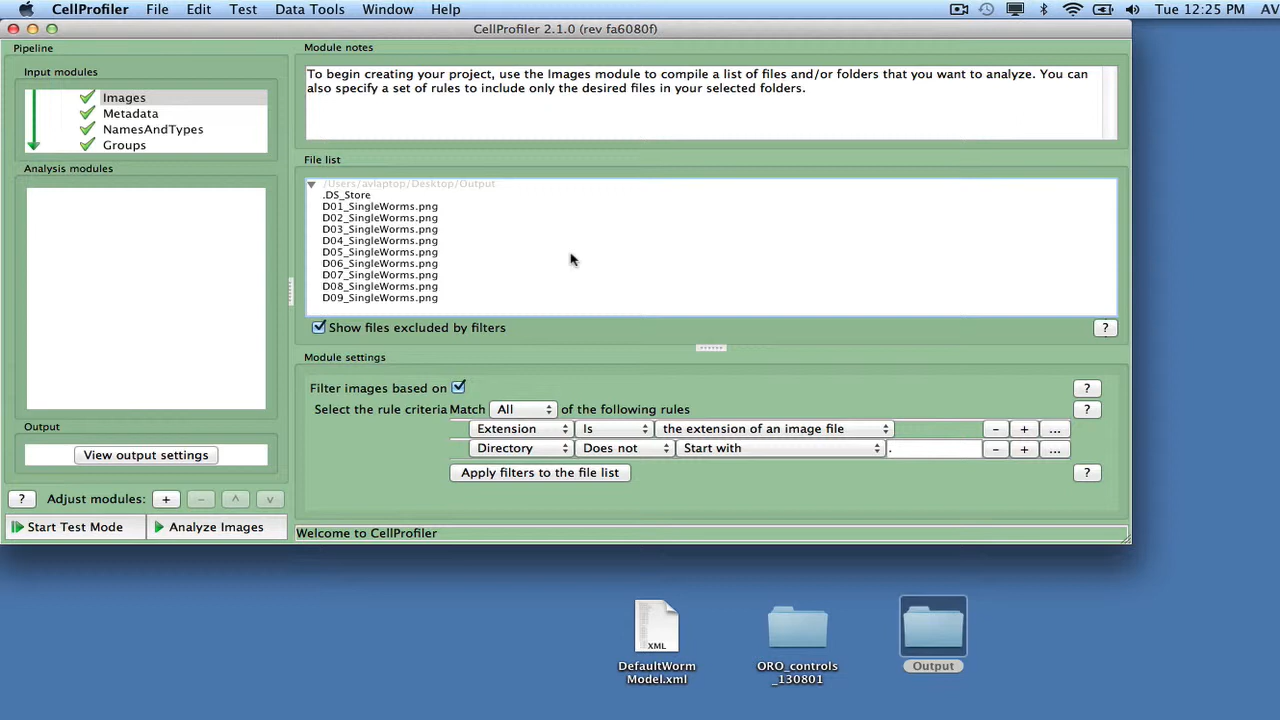 CellProfiler File Edit Test Data Tools Window Help Tue 12:25 PM AV
CellProfiler 2.1.0 (rev fa6080f)
Pipeline
Input modules
Images
Metadata
NamesAndTypes
Groups
Analysis modules
Output
View output settings
? Adjust modules: + - ^ v
Start Test Mode Analyze Images
Module notes
To begin creating your project, use the Images module to compile a list of files and/or folders that you want to analyze. You can
also specify a set of rules to include only the desired files in your selected folders.
File list
/Users/avlaptop/Desktop/Output
.DS_Store
D01_SingleWorms.png
D02_SingleWorms.png
D03_SingleWorms.png
D04_SingleWorms.png
D05_SingleWorms.png
D06_SingleWorms.png
D07_SingleWorms.png
D08_SingleWorms.png
D09_SingleWorms.png
Show files excluded by filters ?
Module settings
Filter images based on ?
Select the rule criteria Match All of the following rules ?
Extension Is the extension of an image file - + ...
Directory Does not Start with . - + ...
Apply filters to the file list ?
Welcome to CellProfiler
XML
DefaultWorm
Model.xml
ORO_controls
_130801
Output